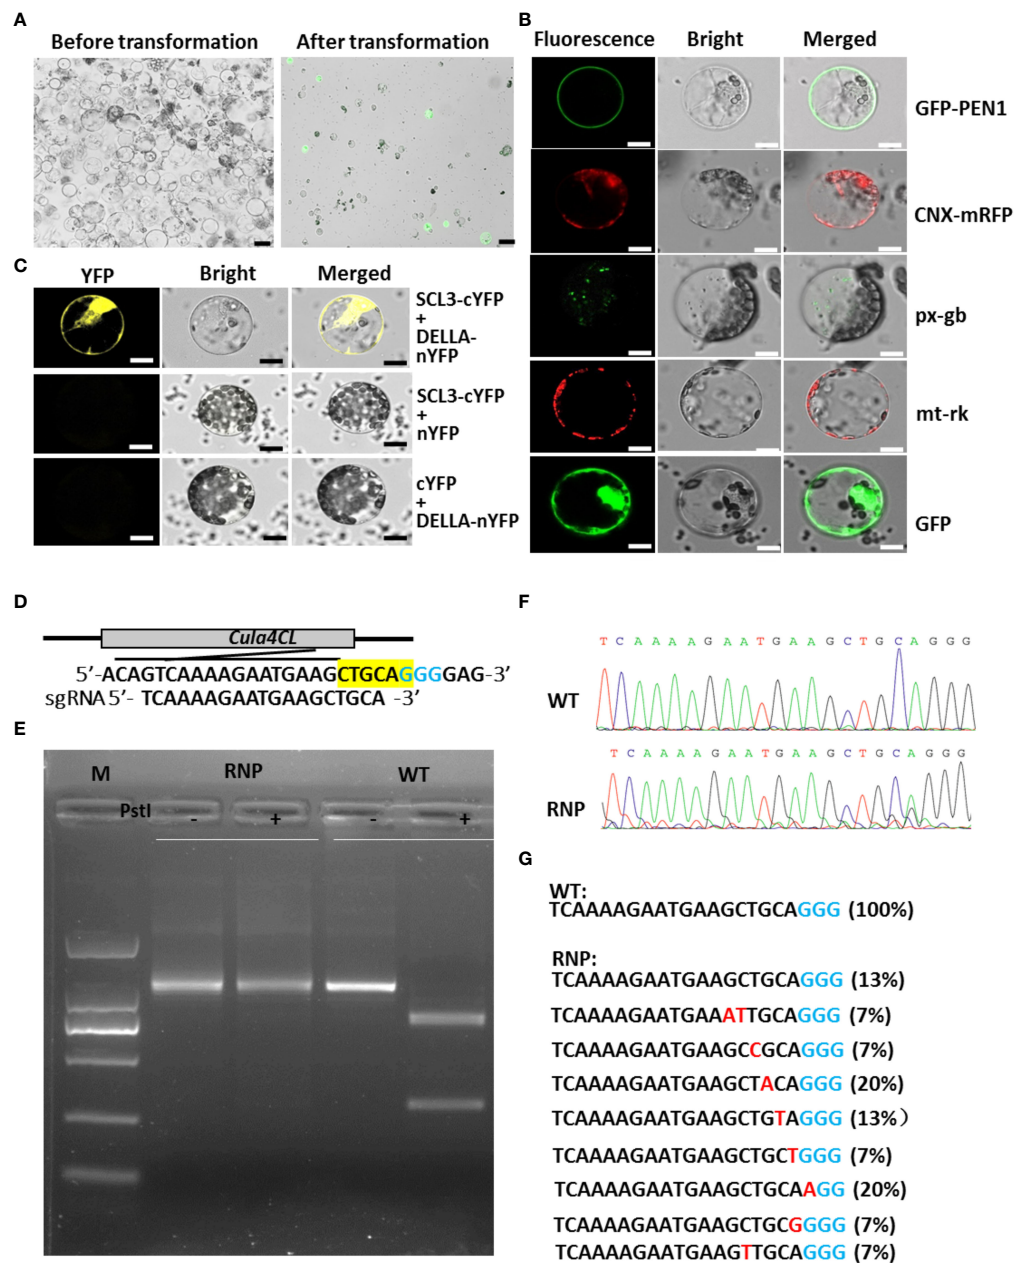 A
Before transformation
After transformation
B
Fluorescence
Bright
Merged
GFP-PEN1
CNX-mRFP
px-gb
mt-rk
GFP
C
YFP
Bright
Merged
SCL3-cYFP
+
DELLA-
nYFP
SCL3-cYFP
+
nYFP
cYFP
+
DELLA-nYFP
D
Cula4CL
5’-ACAGTCAAAAGAATGAAGCTGCAGGGGAG-3’
sgRNA 5’- TCAAAAGAATGAAGCTGCA -3’
E
M
RNP
WT
PstI
-
+
-
+
F
T C A A A A G A A T G A A G C T G C A G G G
WT
T C A A A A G A A T G A A G C T G C A G G G
RNP
G
WT:
TCAAAAGAATGAAGCTGCAGGG (100%)
RNP:
TCAAAAGAATGAAGCTGCAGGG (13%)
TCAAAAGAATGAAATTGCAGGG (7%)
TCAAAAGAATGAAGCCGCAGGG (7%)
TCAAAAGAATGAAGCTACAGGG (20%)
TCAAAAGAATGAAGCTGTAGGG (13%）
TCAAAAGAATGAAGCTGCTGGG (7%)
TCAAAAGAATGAAGCTGCAAGG (20%)
TCAAAAGAATGAAGCTGCGGGG (7%)
TCAAAAGAATGAAGTTGCAGGG (7%)